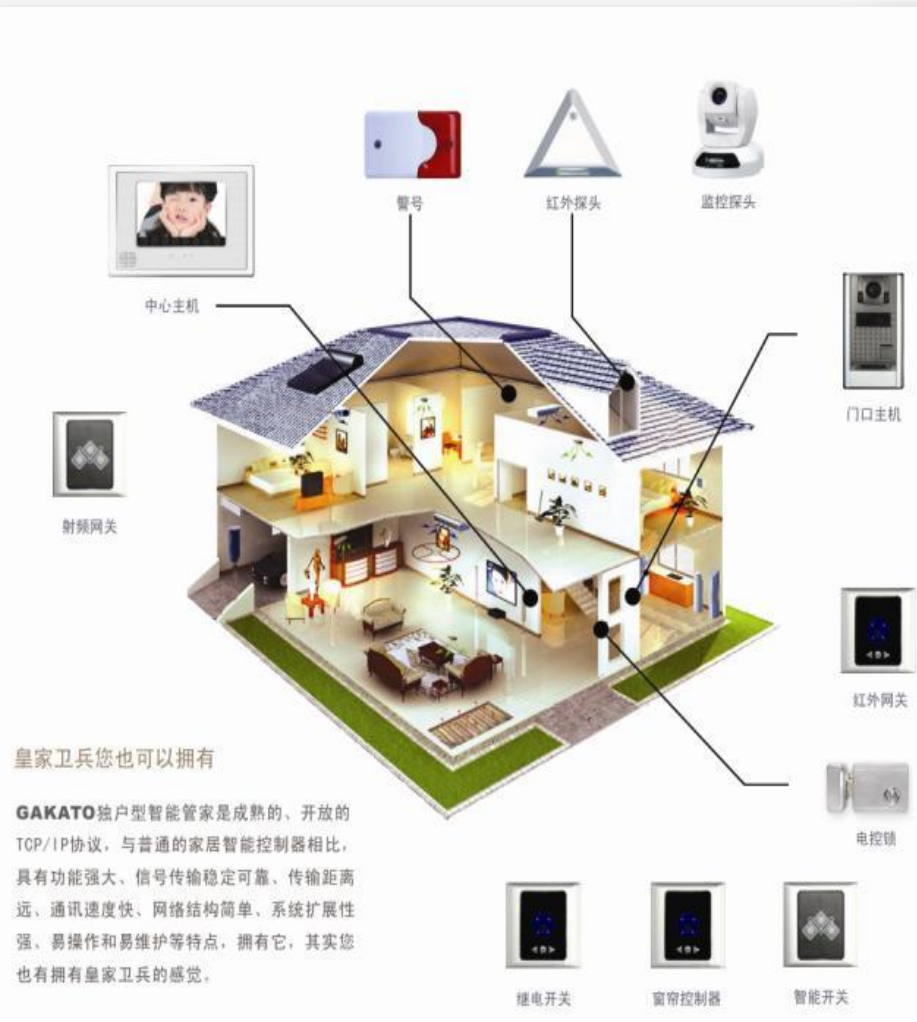 警号
红外探头
监控探头
中心主机
门口主机
射频网关
红外网关
皇家卫兵您也可以拥有
GAKATO独户型智能管家是成熟的、开放的
TCP/IP协议，与普通的家居智能控制器相比，
具有功能强大、信号传输稳定可靠、传输距离
远、通讯速度快、网络结构简单、系统扩展性
强、易操作和易维护等特点，拥有它，其实您
也有拥有皇家卫兵的感觉。
电控锁
继电开关
窗帘控制器
智能开关